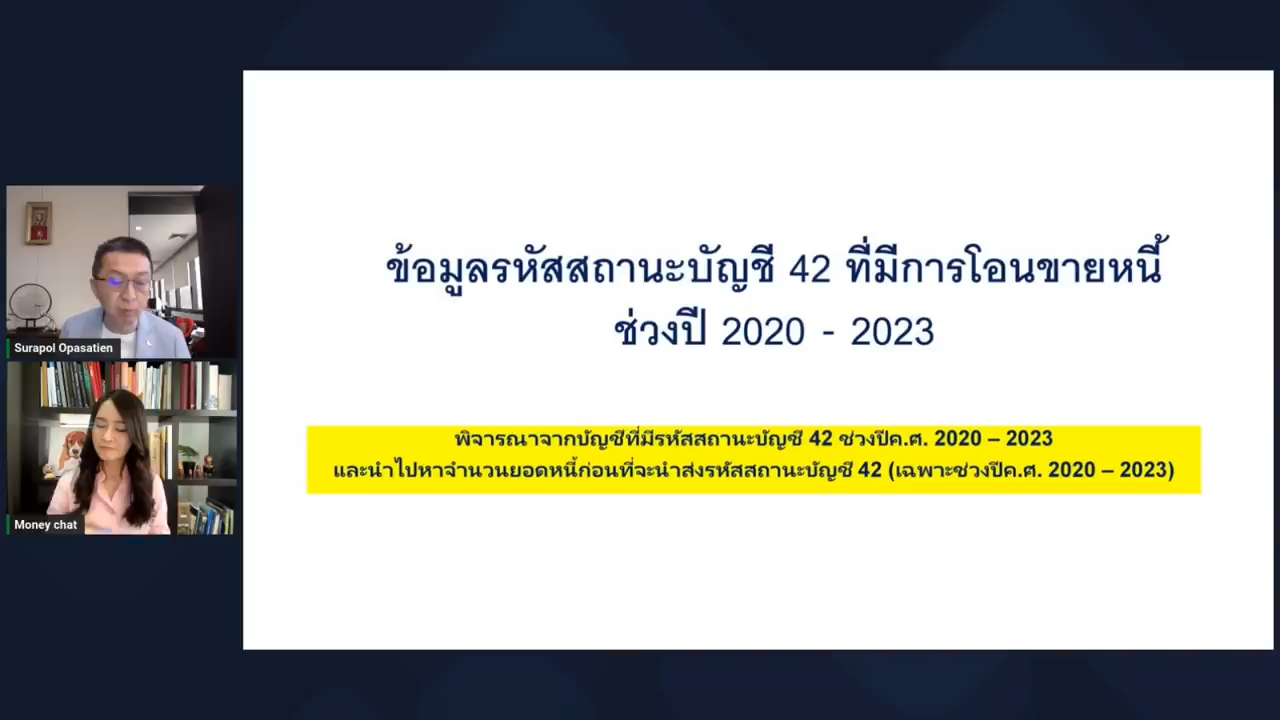 ข้อมูลรหัสสถานะบัญชี 42 ที่มีการโอนขายหนี้
ช่วงปี 2020 - 2023
พิจารณาจากบัญชีที่มีรหัสสถานะบัญชี 42 ช่วงปีค.ศ. 2020 – 2023
และนำไปหาจำนวนยอดหนี้ก่อนที่จะนำส่งรหัสสถานะบัญชี 42 (เฉพาะช่วงปีค.ศ. 2020 – 2023)
Surapol Opasatien
Money chat